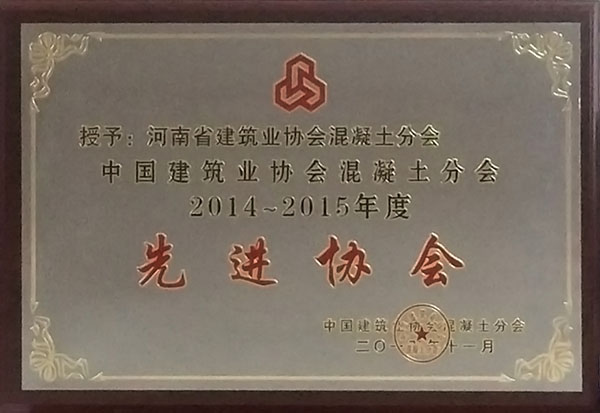 授予：河南省建筑业协会混凝土分会
中国建筑业协会混凝土分会
2014~2015年度
先进协会
中国建筑业协会混凝土分会
二〇一 年十一月